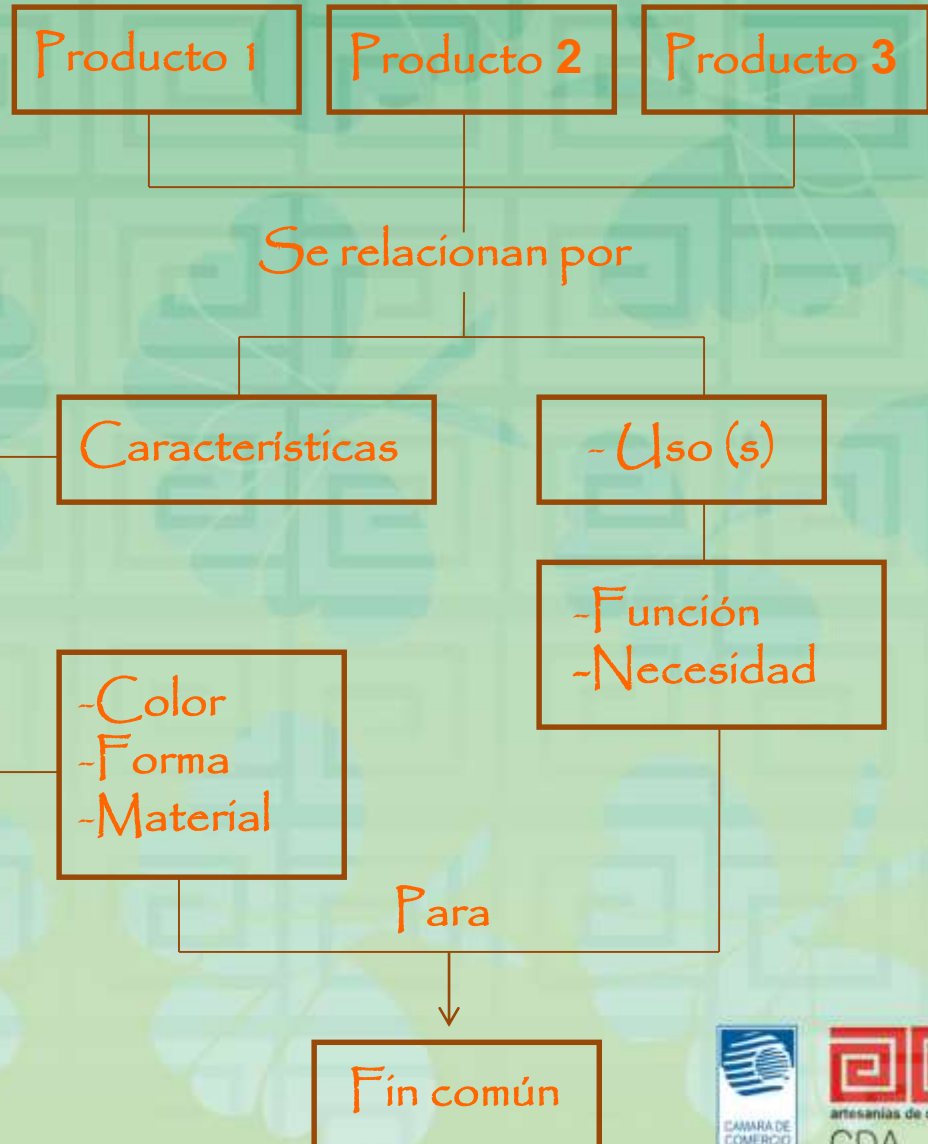 Producto 1
Producto 2
Producto 3
Se relacionan por
Características
- Uso (s)
-Función
-Necesidad
-Color
-Forma
-Material
Para
Fin común
CAMARA DE
COMERCIO
artesanías de
CDA